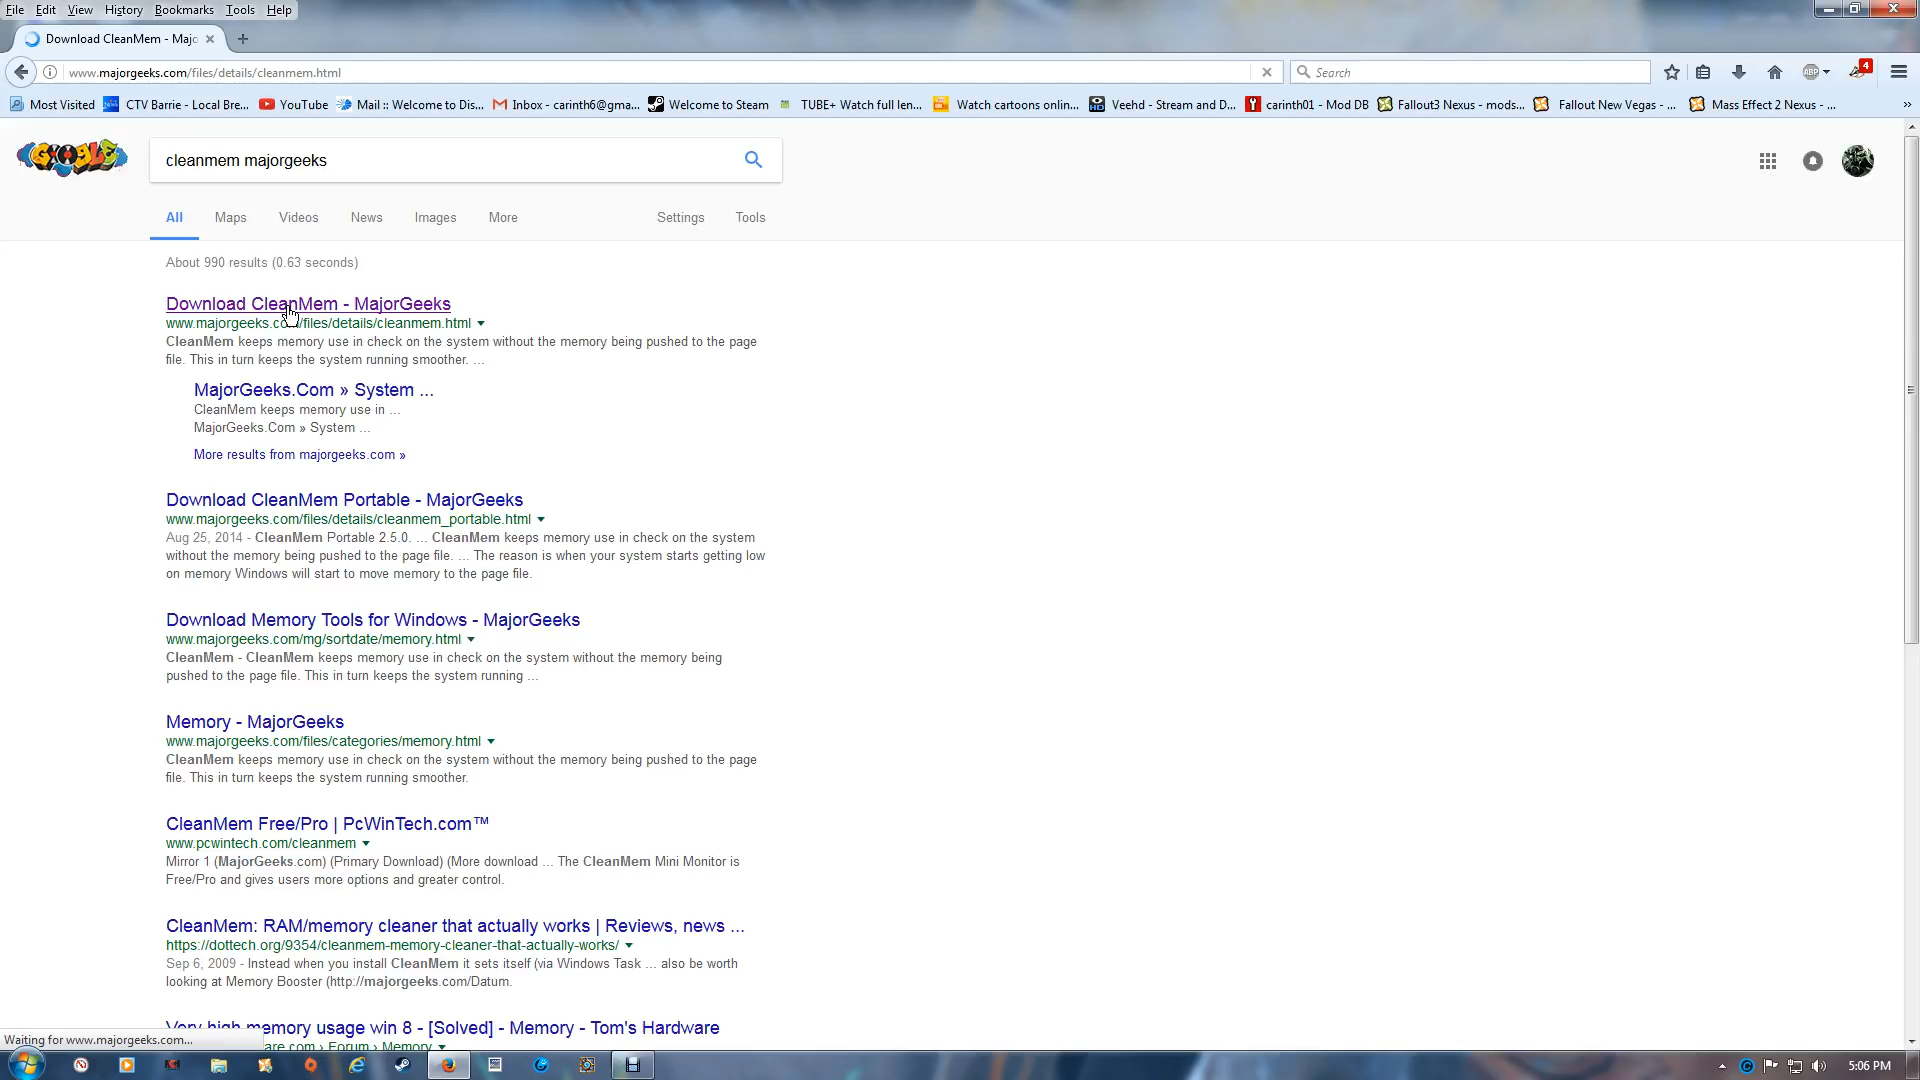 File Edit View History Bookmarks Tools Help
Download CleanMem - Majo
www.majorgeeks.com/files/details/cleanmem.html
Search
ABP
4
Most Visited CTV Barrie - Local Bre... YouTube Mail :: Welcome to Dis... Inbox - carinth6@gma... Welcome to Steam TUBE+ Watch full len... Watch cartoons onlin... Veehd - Stream and D... carinth01 - Mod DB Fallout3 Nexus - mods... Fallout New Vegas - ... Mass Effect 2 Nexus - ... »
GOOGLE
cleanmem majorgeeks
All Maps Videos News Images More Settings Tools
About 990 results (0.63 seconds)
Download CleanMem - MajorGeeks
www.majorgeeks.com/files/details/cleanmem.html
CleanMem keeps memory use in check on the system without the memory being pushed to the page
file. This in turn keeps the system running smoother. ...
MajorGeeks.Com » System ...
CleanMem keeps memory use in ...
MajorGeeks.Com » System ...
More results from majorgeeks.com »
Download CleanMem Portable - MajorGeeks
www.majorgeeks.com/files/details/cleanmem_portable.html
Aug 25, 2014 - CleanMem Portable 2.5.0. ... CleanMem keeps memory use in check on the system
without the memory being pushed to the page file. ... The reason is when your system starts getting low
on memory Windows will start to move memory to the page file.
Download Memory Tools for Windows - MajorGeeks
www.majorgeeks.com/mg/sortdate/memory.html
CleanMem - CleanMem keeps memory use in check on the system without the memory being
pushed to the page file. This in turn keeps the system running ...
Memory - MajorGeeks
www.majorgeeks.com/files/categories/memory.html
CleanMem keeps memory use in check on the system without the memory being pushed to the page
file. This in turn keeps the system running smoother.
CleanMem Free/Pro | PcWinTech.com™
www.pcwintech.com/cleanmem
Mirror 1 (MajorGeeks.com) (Primary Download) (More download ... The CleanMem Mini Monitor is
Free/Pro and gives users more options and greater control.
CleanMem: RAM/memory cleaner that actually works | Reviews, news ...
https://dottech.org/9354/cleanmem-memory-cleaner-that-actually-works/
Sep 6, 2009 - Instead when you install CleanMem it sets itself (via Windows Task ... also be worth
looking at Memory Booster (http://majorgeeks.com/Datum.
Very high memory usage win 8 - [Solved] - Memory - Tom's Hardware
are.com › Forum › Memory
Waiting for www.majorgeeks.com...
5:06 PM